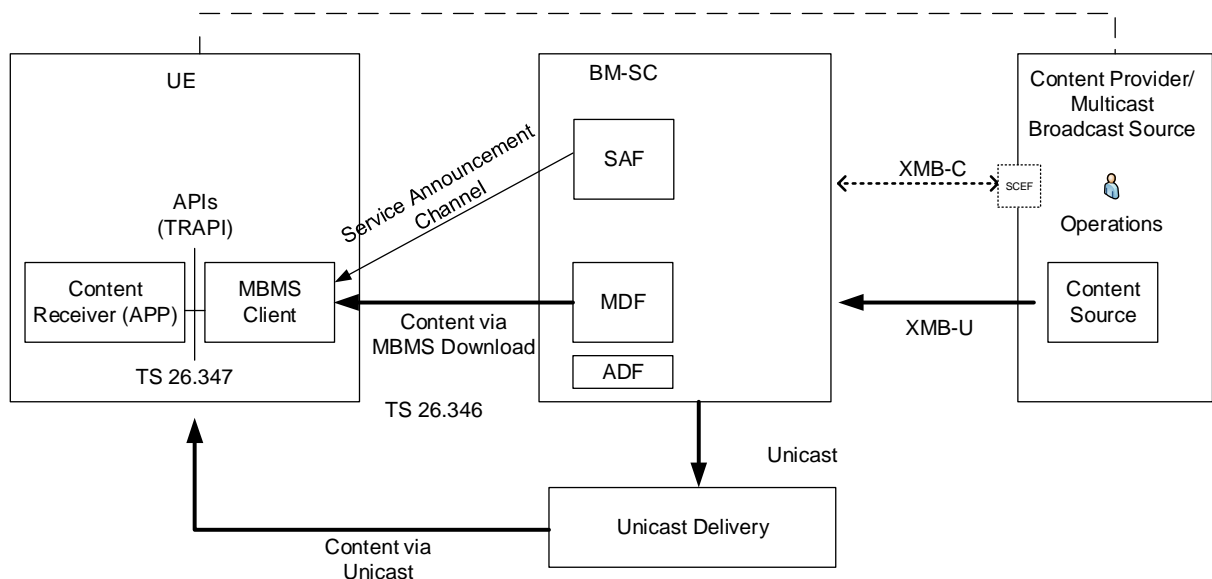 UE
BM-SC
Content Provider/
Multicast
Broadcast Source
SAF
Service Announcement
Channel
XMB-C
SCEF
Operations
APIs
(TRAPI)
Content
Receiver (APP)
MBMS
Client
MDF
Content
Source
Content via
MBMS Download
XMB-U
ADF
TS 26.347
TS 26.346
Unicast
Unicast Delivery
Content via
Unicast